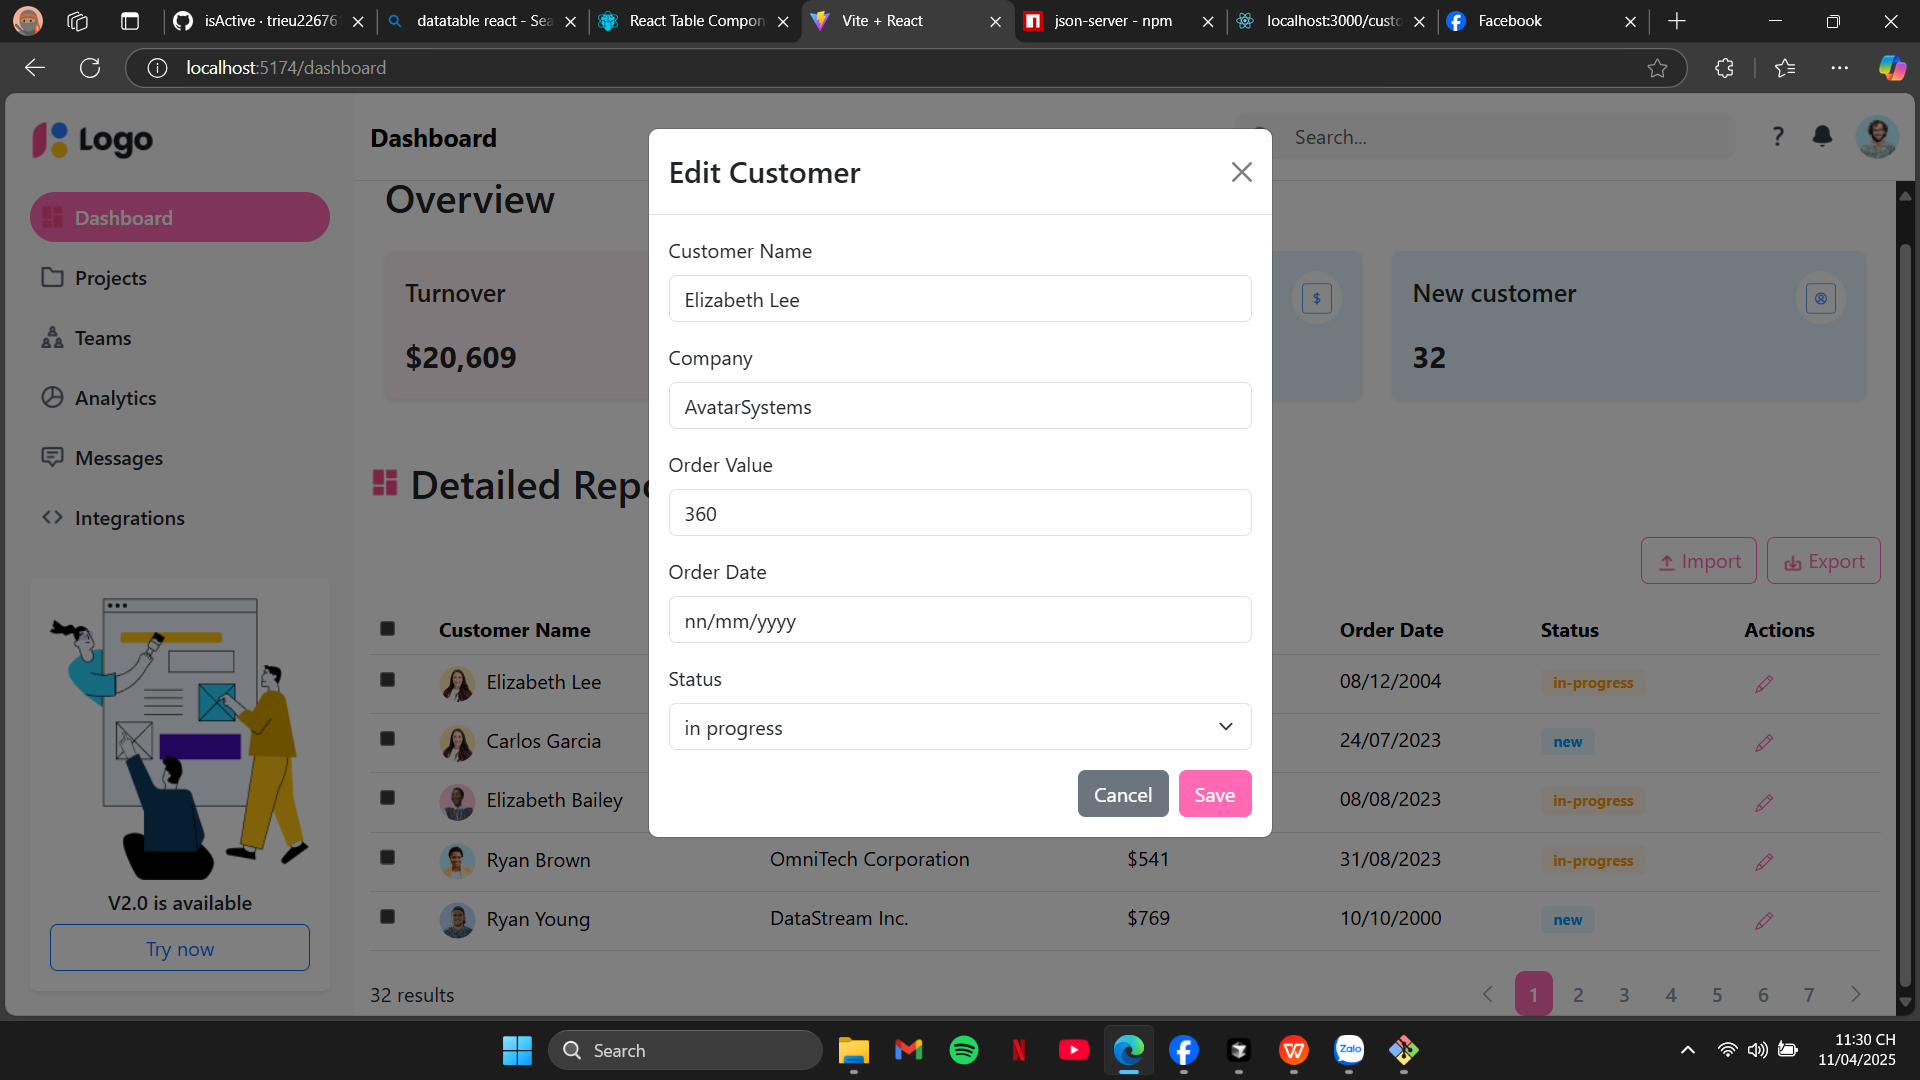 isActive · trieu22676
datatable react - Sea
React Table Compon
Vite + React
json-server - npm
localhost:3000/custo
Facebook
localhost:5174/dashboard
Logo
Dashboard
Search...
?
Dashboard
Projects
Teams
Analytics
Messages
Integrations
V2.0 is available
Try now
Overview
Turnover
$20,609
$
New customer
32
Detailed Repo
Import
Export
Customer Name
Order Date
Status
Actions
Elizabeth Lee
08/12/2004
in-progress
Carlos Garcia
24/07/2023
new
Elizabeth Bailey
08/08/2023
in-progress
Ryan Brown
OmniTech Corporation
$541
31/08/2023
in-progress
Ryan Young
DataStream Inc.
$769
10/10/2000
new
32 results
1
2
3
4
5
6
7
Edit Customer
Customer Name
Elizabeth Lee
Company
AvatarSystems
Order Value
360
Order Date
nn/mm/yyyy
Status
in progress
Cancel
Save
Search
Zalo
11:30 CH
11/04/2025